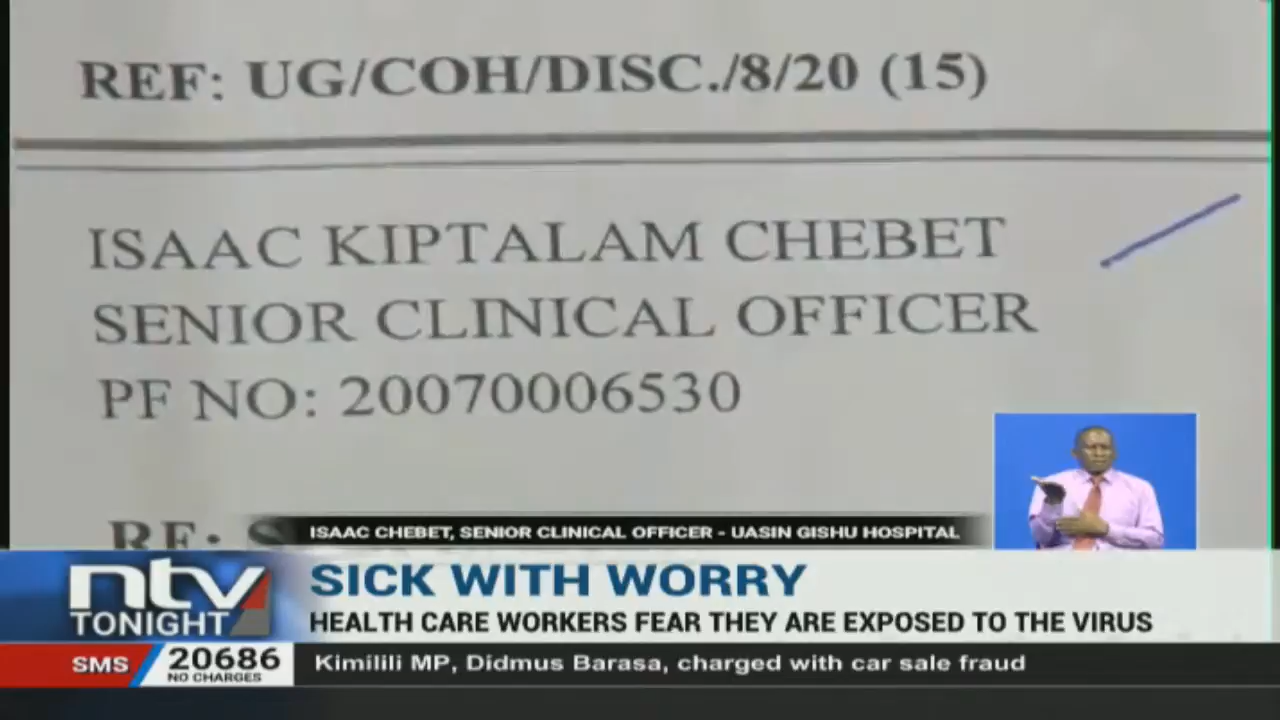 REF: UG/COH/DISC./8/20 (15)
ISAAC KIPTALAM CHEBET
SENIOR CLINICAL OFFICER
PF NO: 20070006530
RE: S
ISAAC CHEBET, SENIOR CLINICAL OFFICER - UASIN GISHU HOSPITAL
ntv
TONIGHT
SICK WITH WORRY
HEALTH CARE WORKERS FEAR THEY ARE EXPOSED TO THE VIRUS
SMS 20686
NO CHARGES
Kimilili MP, Didmus Barasa, charged with car sale fraud